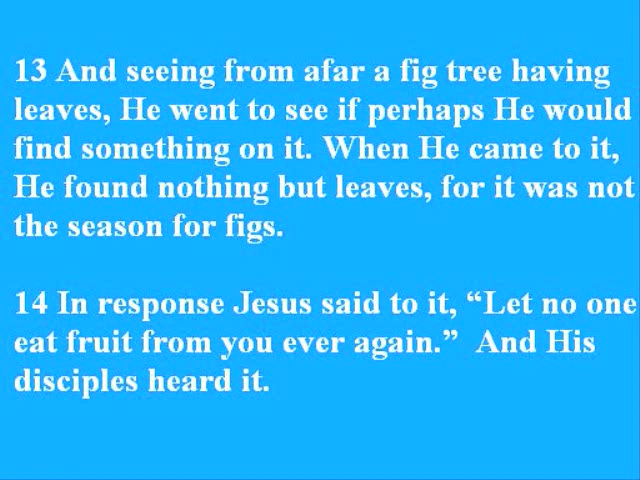 13 And seeing from afar a fig tree having
leaves, He went to see if perhaps He would
find something on it. When He came to it,
He found nothing but leaves, for it was not
the season for figs.
14 In response Jesus said to it, “Let no one
eat fruit from you ever again.”  And His
disciples heard it.